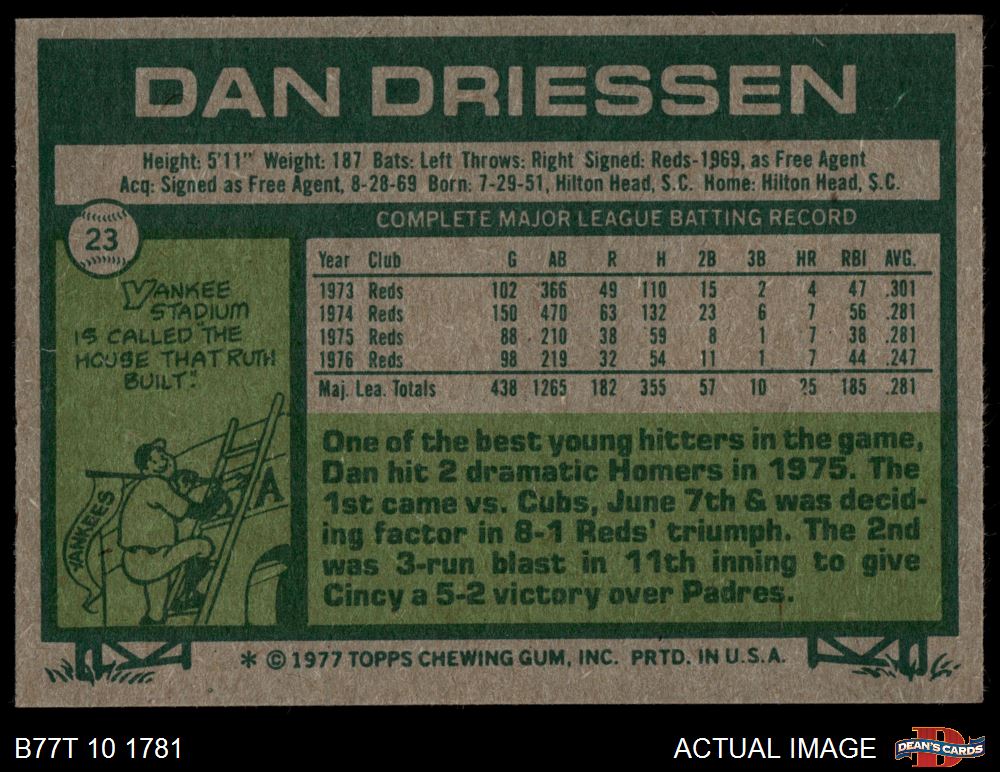 DAN DRIESSEN
Height: 5'11" Weight: 187 Bats: Left Throws: Right Signed: Reds-1969, as Free Agent
Acq: Signed as Free Agent, 8-28-69 Born: 7-29-51, Hilton Head, S.C. Home: Hilton Head, S.C.
23
COMPLETE MAJOR LEAGUE BATTING RECORD
Year Club G AB R H 2B 3B HR RBI AVG.
1973 Reds 102 366 49 110 15 2 4 47 .301
1974 Reds 150 470 63 132 23 6 7 56 .281
1975 Reds 88 210 38 59 8 1 7 38 .281
1976 Reds 98 219 32 54 11 1 7 44 .247
Maj. Lea. Totals 438 1265 182 355 57 10 25 185 .281
YANKEE
STADIUM
IS CALLED "THE
HOUSE THAT RUTH
BUILT."
YANKEES
A
One of the best young hitters in the game,
Dan hit 2 dramatic Homers in 1975. The
1st came vs. Cubs, June 7th & was decid-
ing factor in 8-1 Reds' triumph. The 2nd
was 3-run blast in 11th inning to give
Cincy a 5-2 victory over Padres.
* © 1977 TOPPS CHEWING GUM, INC. PRTD. IN U.S.A.
B77T 10 1781
ACTUAL IMAGE
D
DEAN'S CARDS